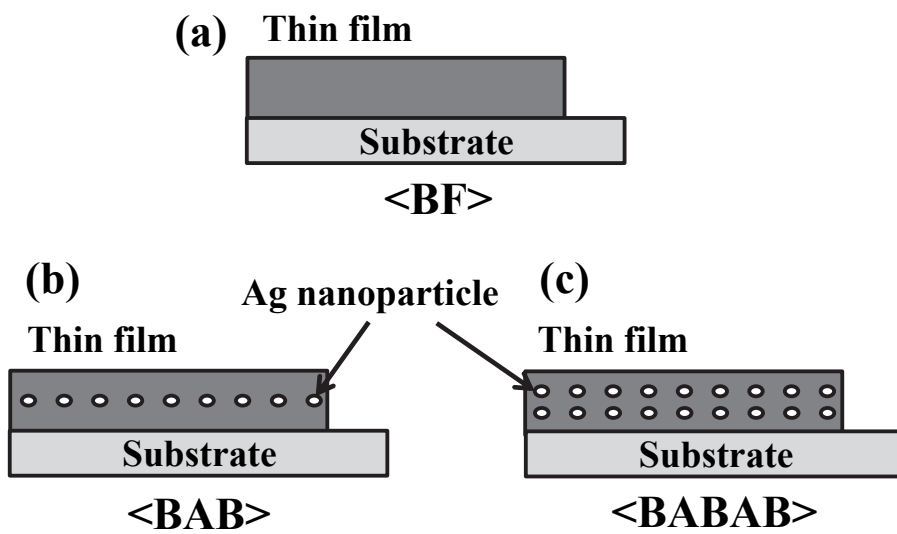 (a) Thin film
Substrate
<BF>
(b)
Ag nanoparticle
(c)
Thin film
Thin film
Substrate
Substrate
<BAB>
<BABAB>